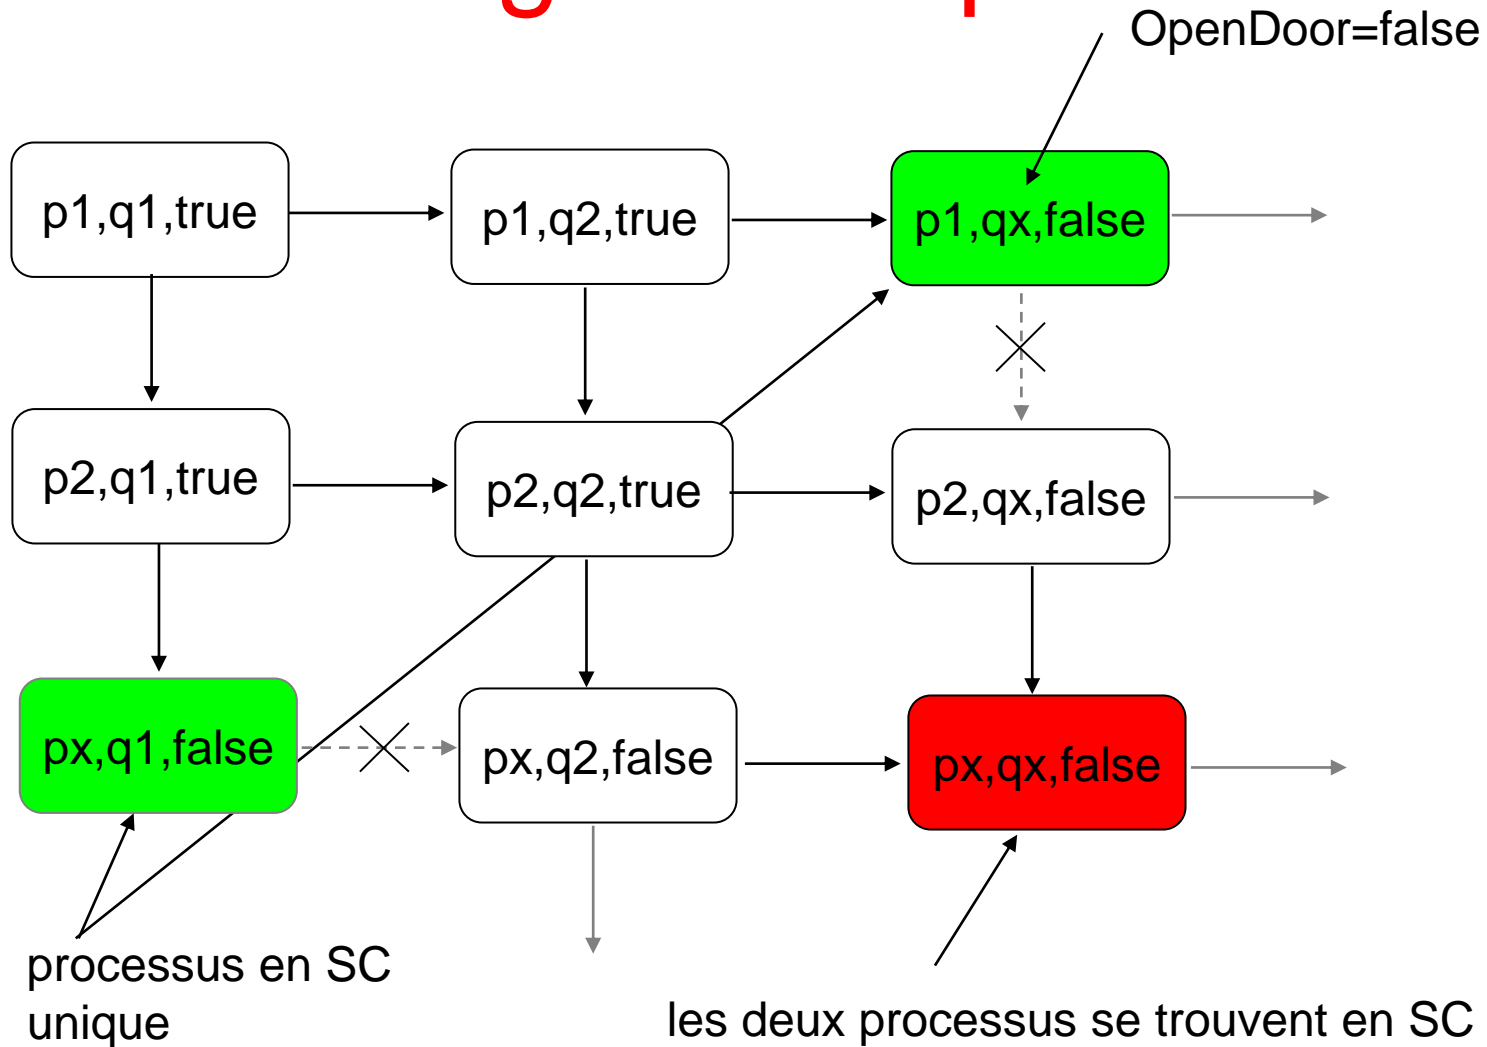 OpenDoor=false
p1,q1,true
p1,q2,true
p1,qx,false
p2,q1,true
p2,q2,true
p2,qx,false
px,q1,false
px,q2,false
px,qx,false
processus en SC
unique
les deux processus se trouvent en SC